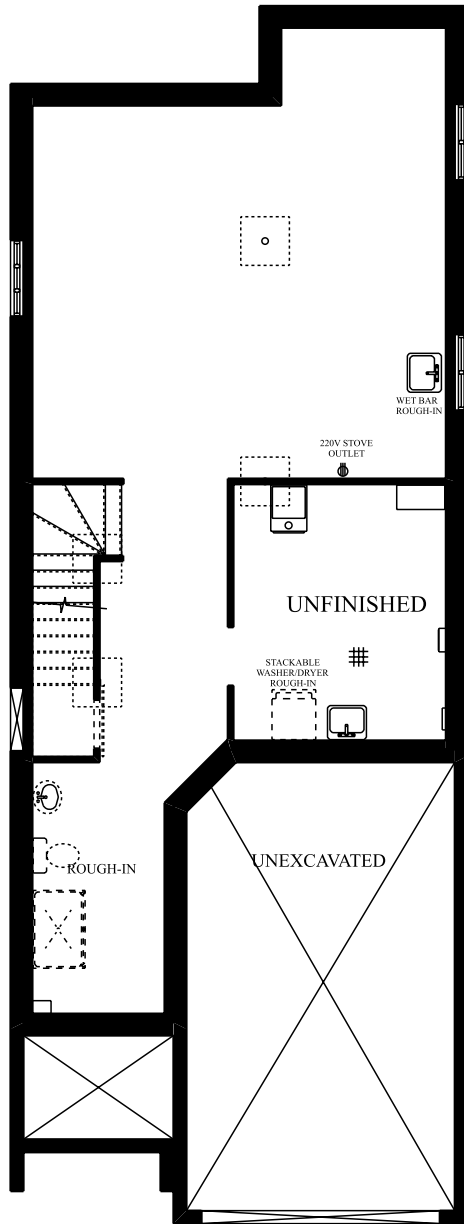 WET BAR
ROUGH-IN
220V STOVE
OUTLET
UNFINISHED
STACKABLE
WASHER/DRYER
ROUGH-IN
UNEXCAVATED
ROUGH-IN